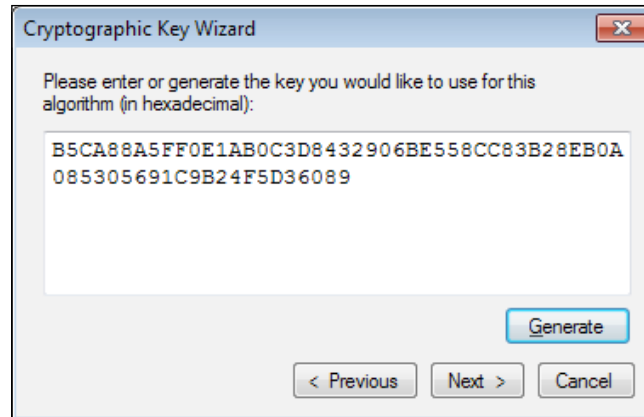 Cryptographic Key Wizard
Please enter or generate the key you would like to use for this
algorithm (in hexadecimal):
B5CA88A5FF0E1AB0C3D8432906BE558CC83B28EB0A
085305691C9B24F5D36089
Generate
< Previous
Next >
Cancel